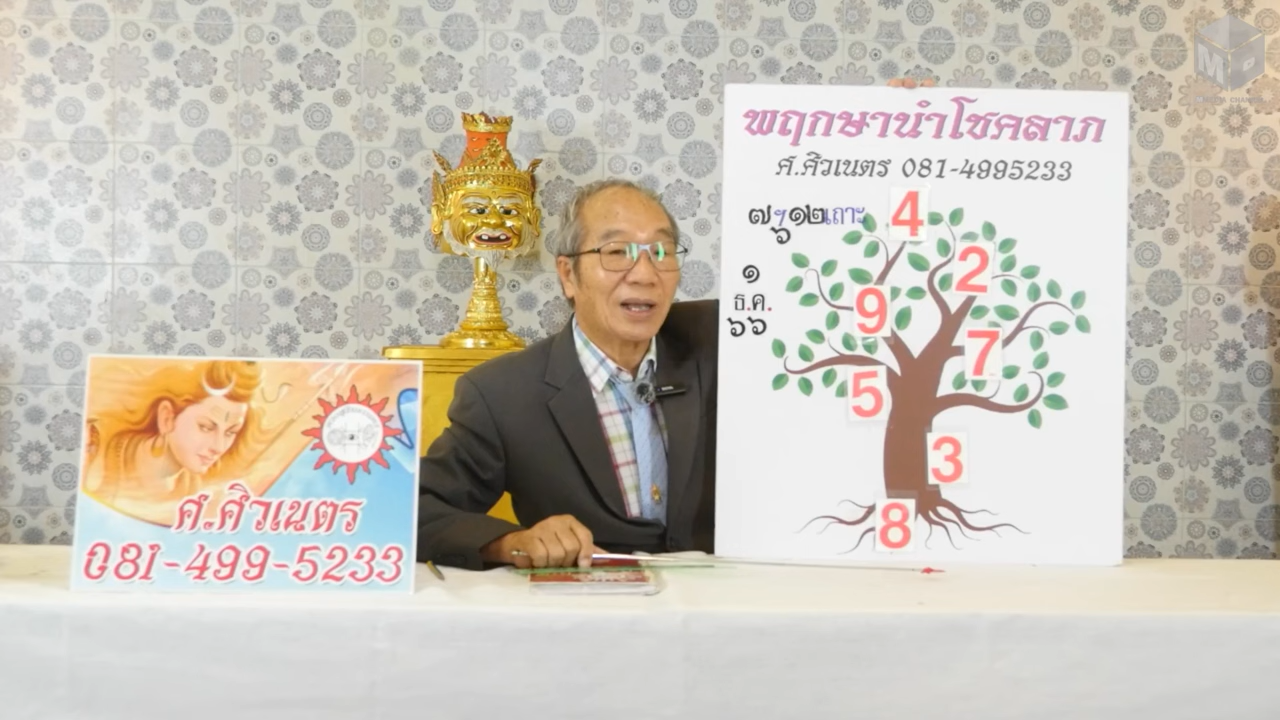 พฤกษานำโชคลาภ
ศ.ศิวเนตร 081-4995233
๗ ฯ ๑๒ เถาะ
๖
๑
ธ.ค.
๖๖
4
2
9
7
5
3
8
ศ.ศิวเนตร
081-499-5233